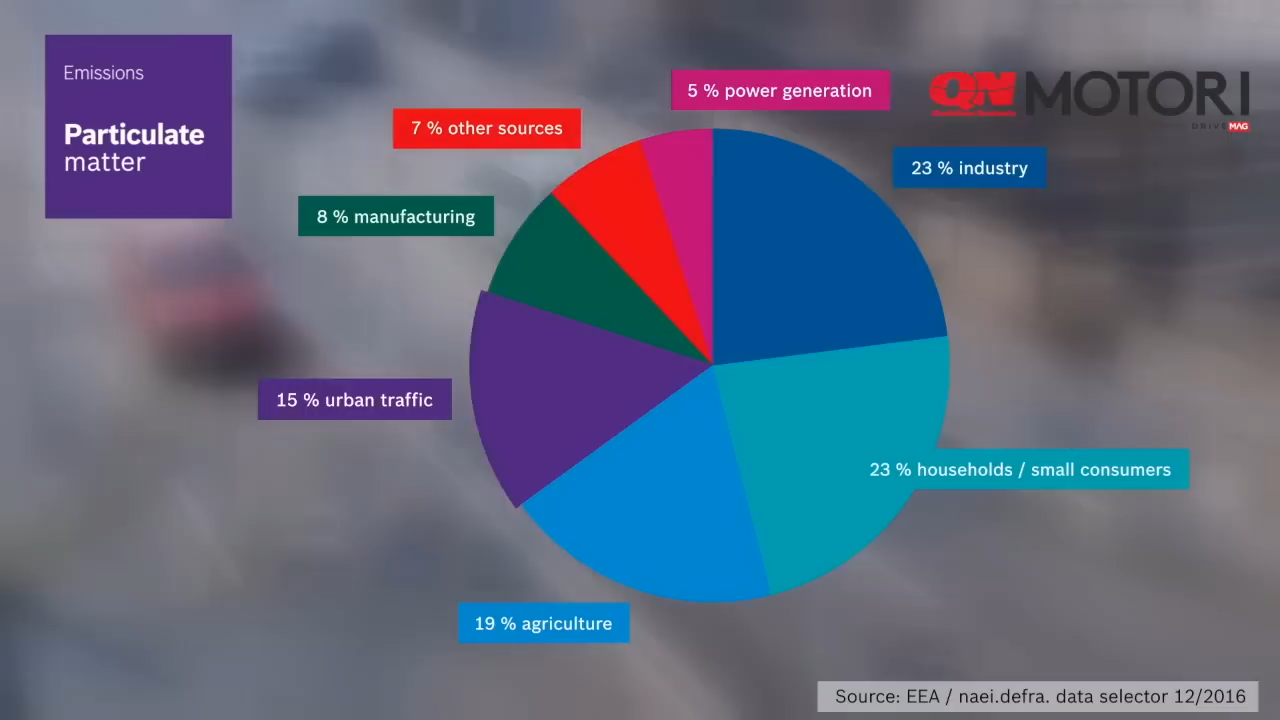 Emissions
Particulate
matter
5 % power generation
QN MOTORI
DRIVE MAG
7 % other sources
23 % industry
8 % manufacturing
15 % urban traffic
23 % households / small consumers
19 % agriculture
Source: EEA / naei.defra. data selector 12/2016